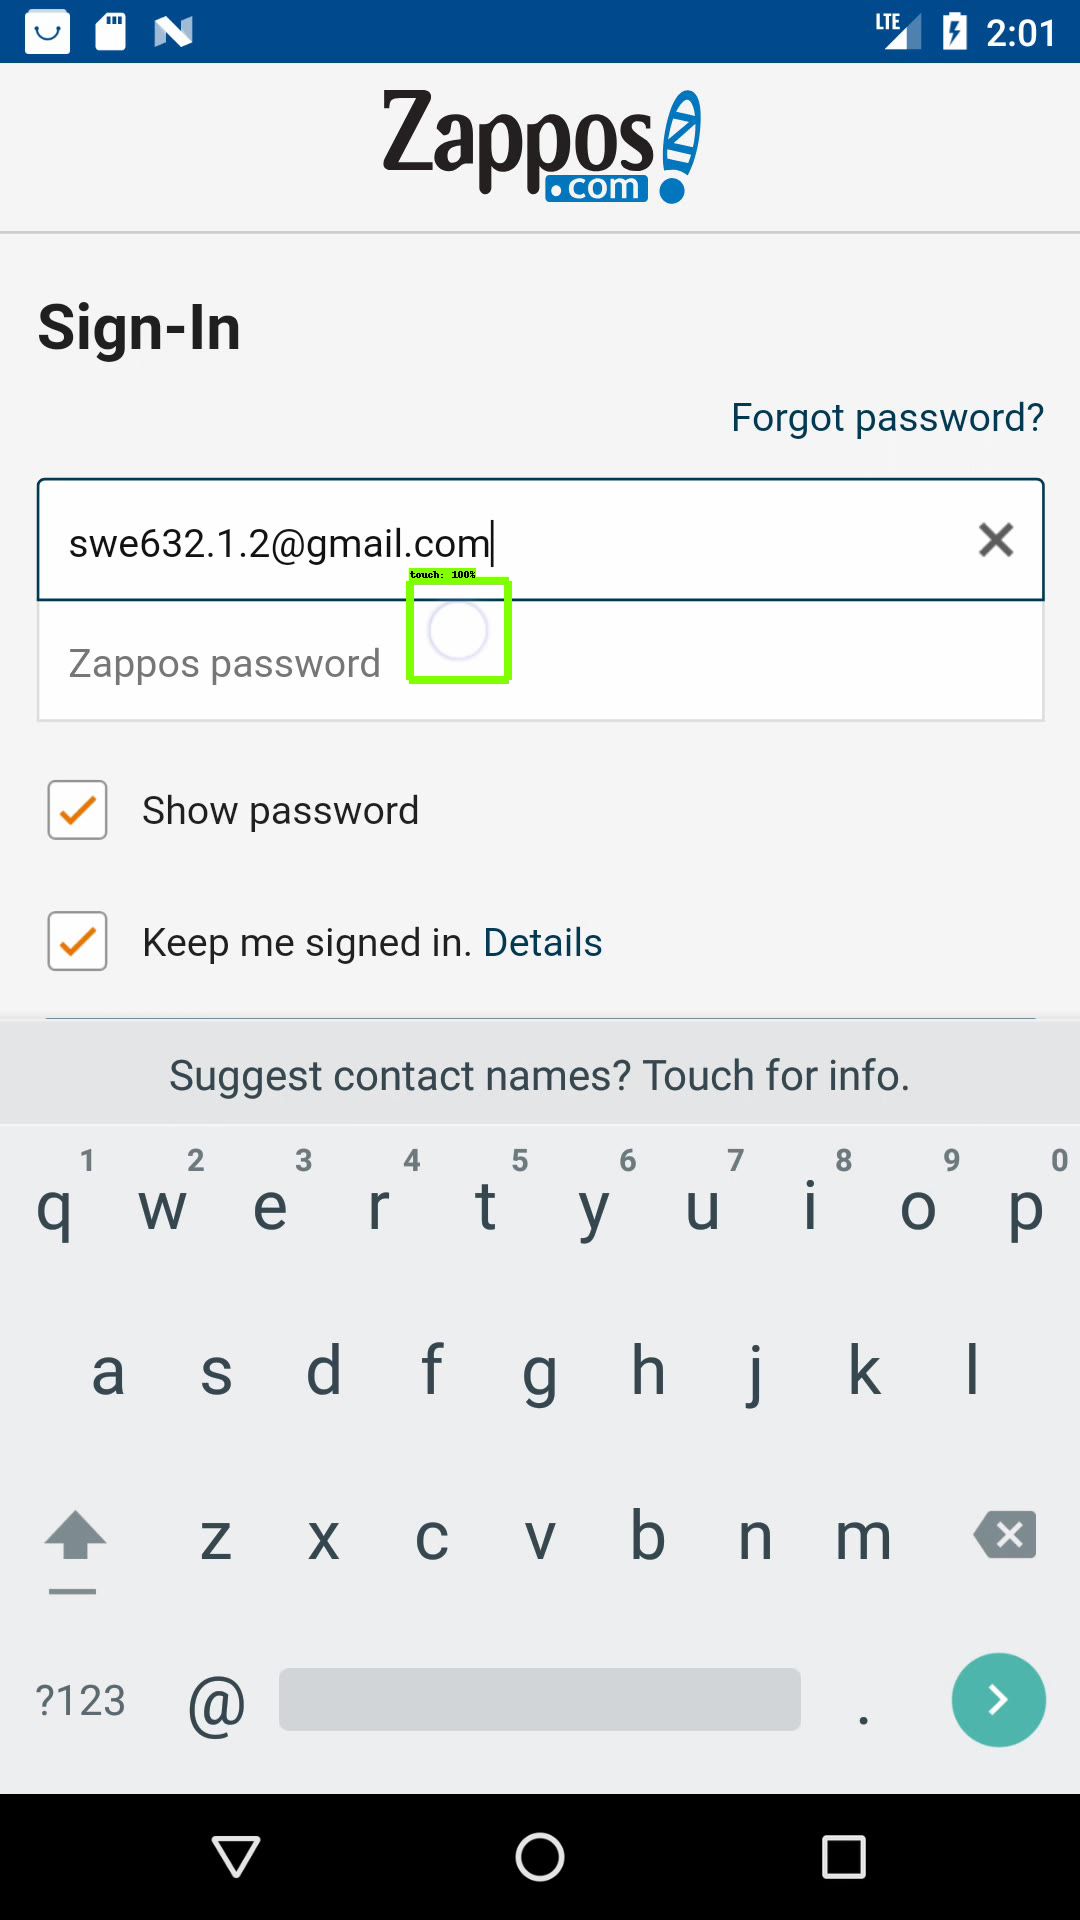 LTE 2:01
Zappos
.com
Sign-In
Forgot password?
swe632.1.2@gmail.com
touch: 100%
Zappos password
Show password
Keep me signed in. Details
Suggest contact names? Touch for info.
1 2 3 4 5 6 7 8 9 0
q w e r t y u i o p
a s d f g h j k l
z x c v b n m
?123 @ .